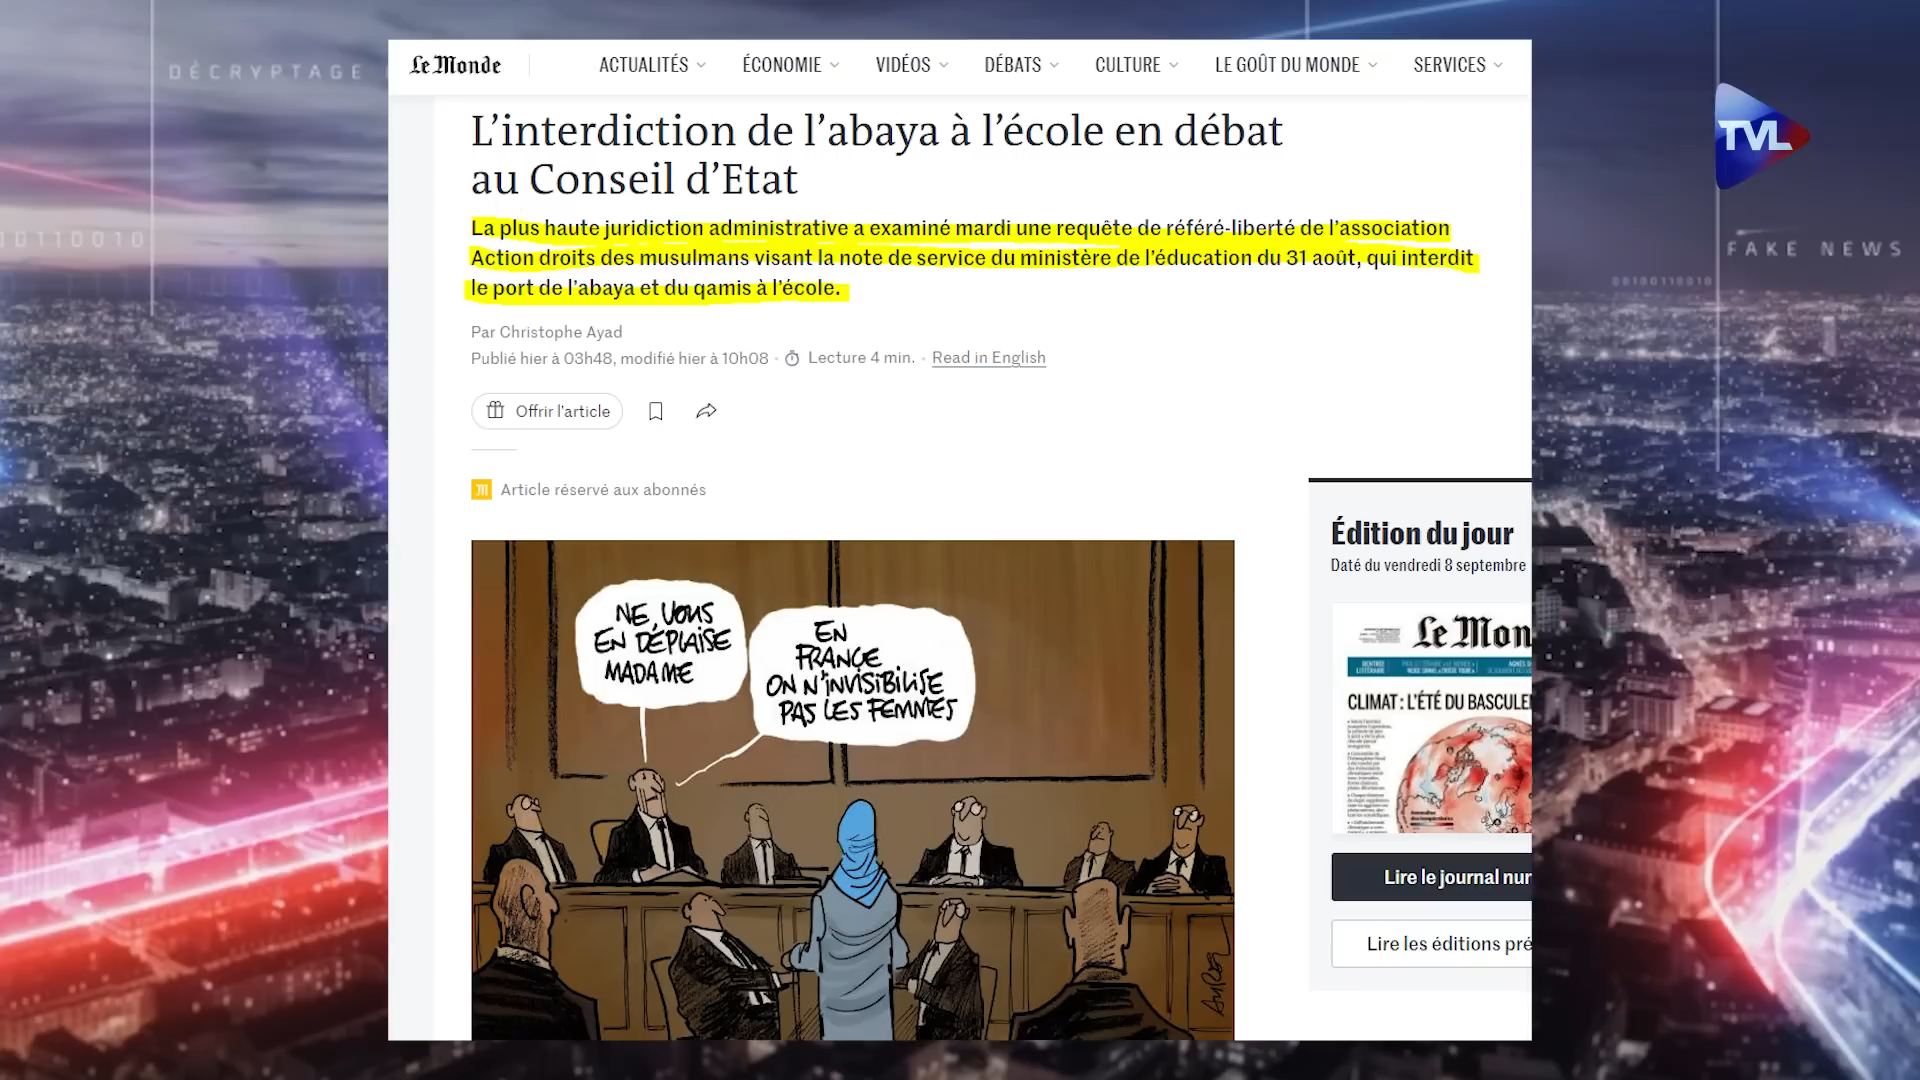 DÉCRYPTAGE
Le Monde
ACTUALITÉS
ÉCONOMIE
VIDÉOS
DÉBATS
CULTURE
LE GOÛT DU MONDE
SERVICES
L’interdiction de l’abaya à l’école en débat
au Conseil d’Etat
TVL
La plus haute juridiction administrative a examiné mardi une requête de référé-liberté de l’association
Action droits des musulmans visant la note de service du ministère de l’éducation du 31 août, qui interdit
le port de l’abaya et du qamis à l’école.
00110010
FAKE NEWS
00100110010
Par Christophe Ayad
Publié hier à 03h48, modifié hier à 10h08 • Lecture 4 min. • Read in English
Offrir l’article
Article réservé aux abonnés
NE VOUS
EN DÉPLAISE
MADAME
EN
FRANCE
ON N'INVISIBILISE
PAS LES FEMMES
AUREL
Édition du jour
Daté du vendredi 8 septembre
Le Mon
CLIMAT : L’ÉTÉ DU BASCULE
Lire le journal nu
Lire les éditions pré